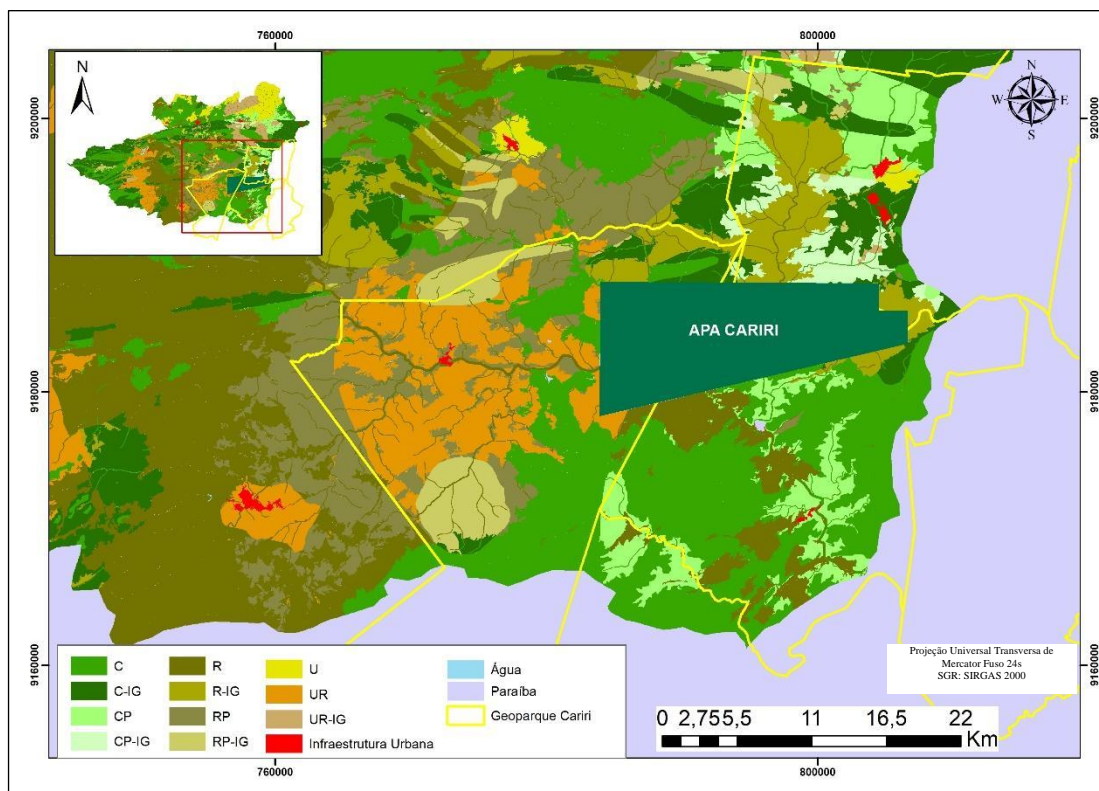 760000
800000
N
N
W
E
S
9200000
9200000
APA CARIRI
9180000
9180000
9160000
9160000
C
C-IG
CP
CP-IG
R
R-IG
RP
RP-IG
U
UR
UR-IG
Infraestrutura Urbana
Água
Paraíba
Geoparque Cariri
Projeção Universal Transversa de
Mercator Fuso 24s
SGR: SIRGAS 2000
0 2,755,5 11 16,5 22
Km
760000
800000